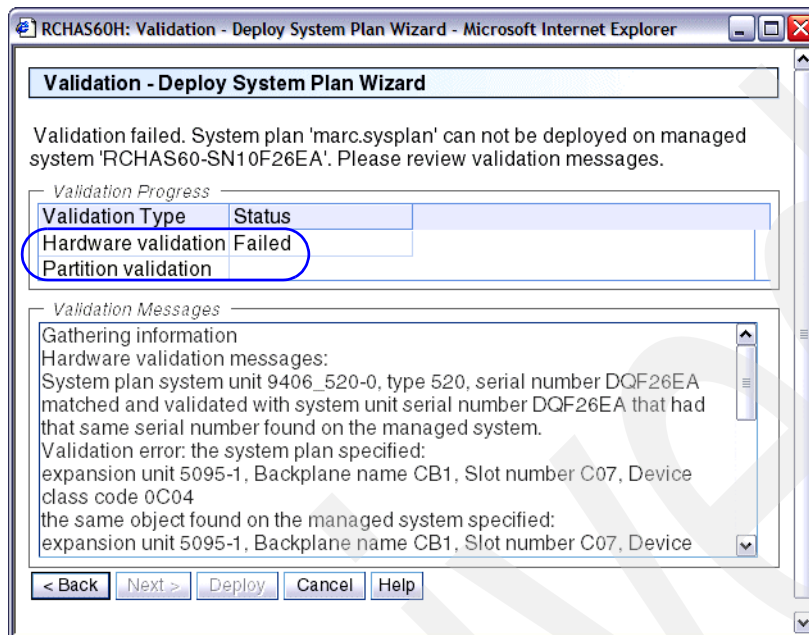 RCHAS60H: Validation - Deploy System Plan Wizard - Microsoft Internet Explorer
Validation - Deploy System Plan Wizard
Validation failed. System plan 'marc.sysplan' can not be deployed on managed
system 'RCHAS60-SN10F26EA'. Please review validation messages.
Validation Progress
Validation Type Status
Hardware validation Failed
Partition validation
Validation Messages
Gathering information
Hardware validation messages:
System plan system unit 9406_520-0, type 520, serial number DQF26EA
matched and validated with system unit serial number DQF26EA that had
that same serial number found on the managed system.
Validation error: the system plan specified:
expansion unit 5095-1, Backplane name CB1, Slot number C07, Device
class code 0C04
the same object found on the managed system specified:
expansion unit 5095-1, Backplane name CB1, Slot number C07, Device
< Back Next > Deploy Cancel Help